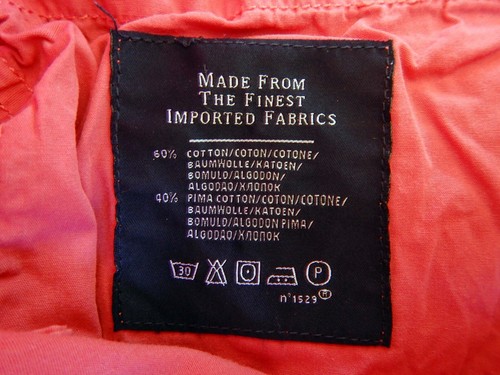 MADE FROM
THE FINEST
IMPORTED FABRICS
60% COTTON/COTON/COTONE/
BAUMWOLLE/KATOEN/
BOMULD/ALGODON/
ALGODAO/ХЛОПОК
40% PIMA COTTON/COTON/COTONE/
BAUMWOLLE/KATOEN/
BOMULD/ALGODON PIMA/
ALGODAO/ХЛОПОК
30 P
n°1529 ®